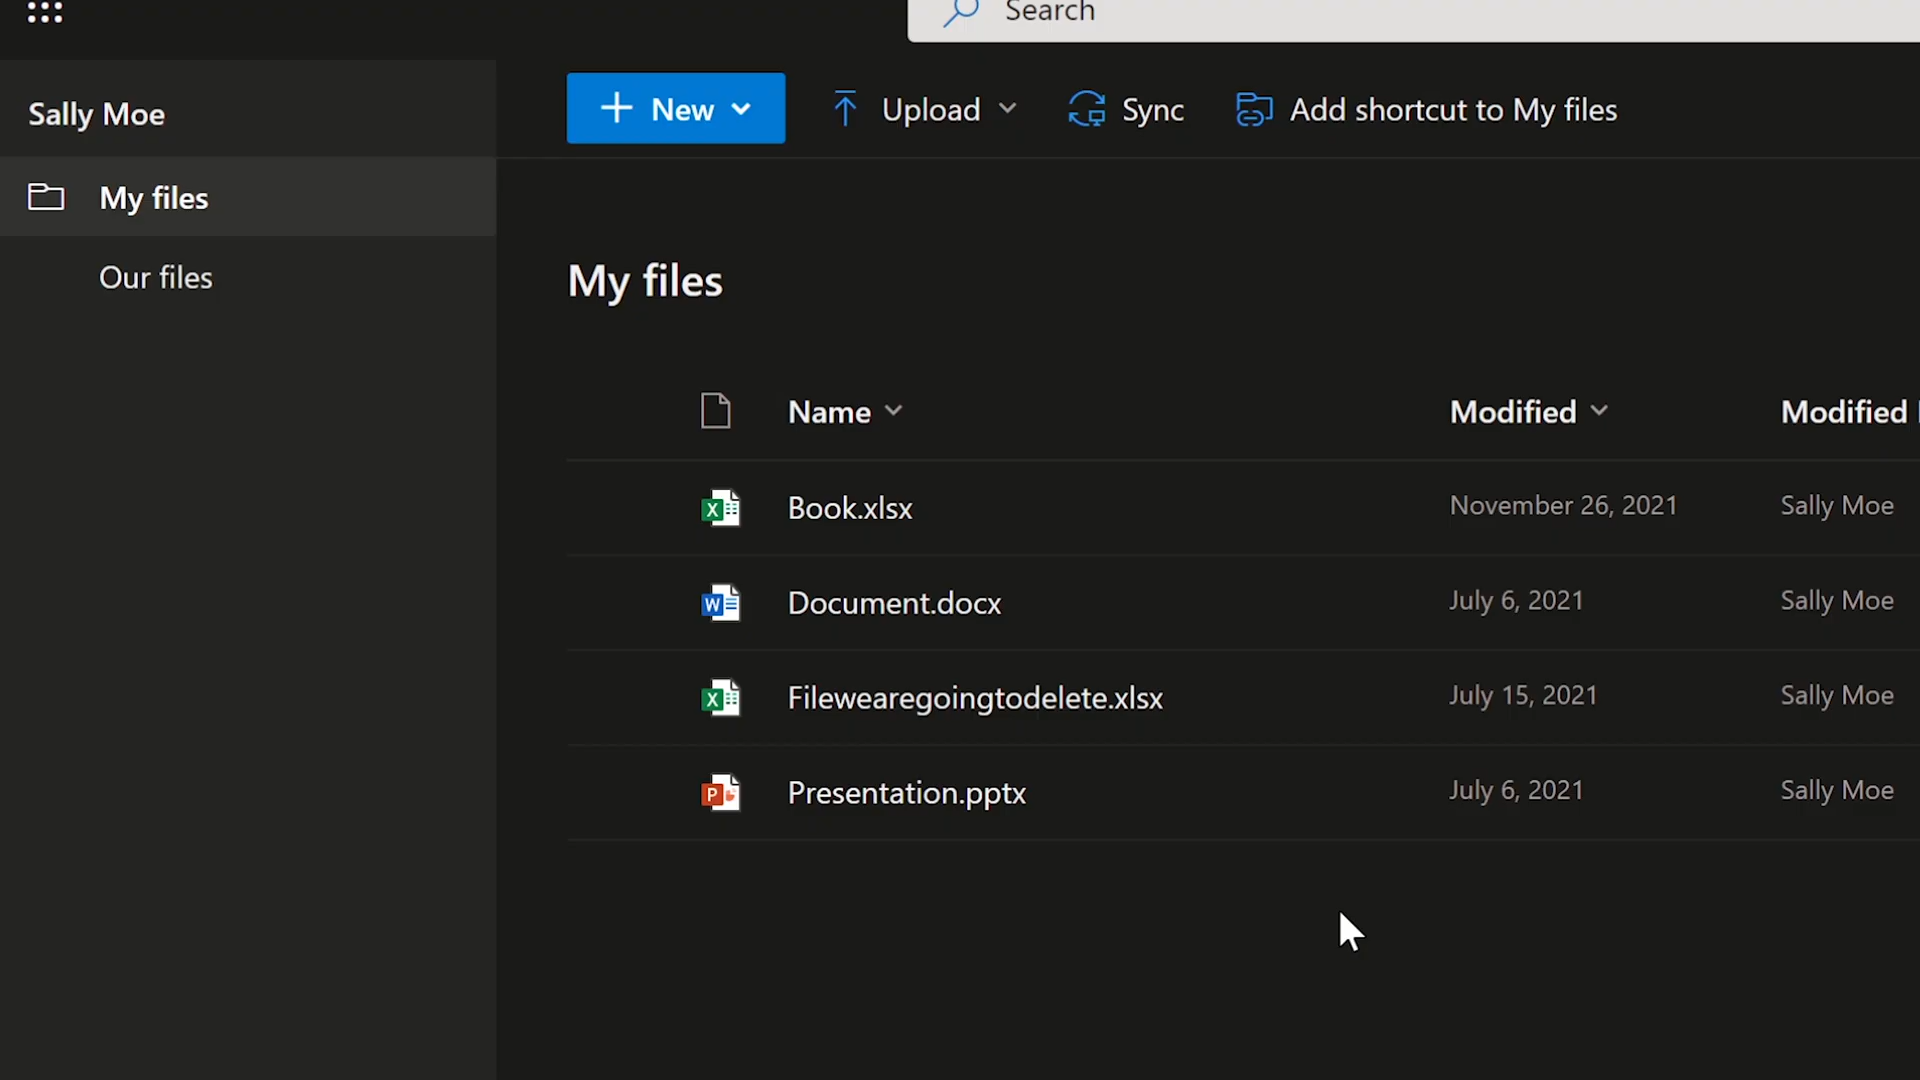 Search
Sally Moe
New
Upload
Sync
Add shortcut to My files
My files
Our files
My files
Name
Modified
Modified
X
Book.xlsx
November 26, 2021
Sally Moe
W
Document.docx
July 6, 2021
Sally Moe
X
Filewearegoingtodelete.xlsx
July 15, 2021
Sally Moe
P
Presentation.pptx
July 6, 2021
Sally Moe